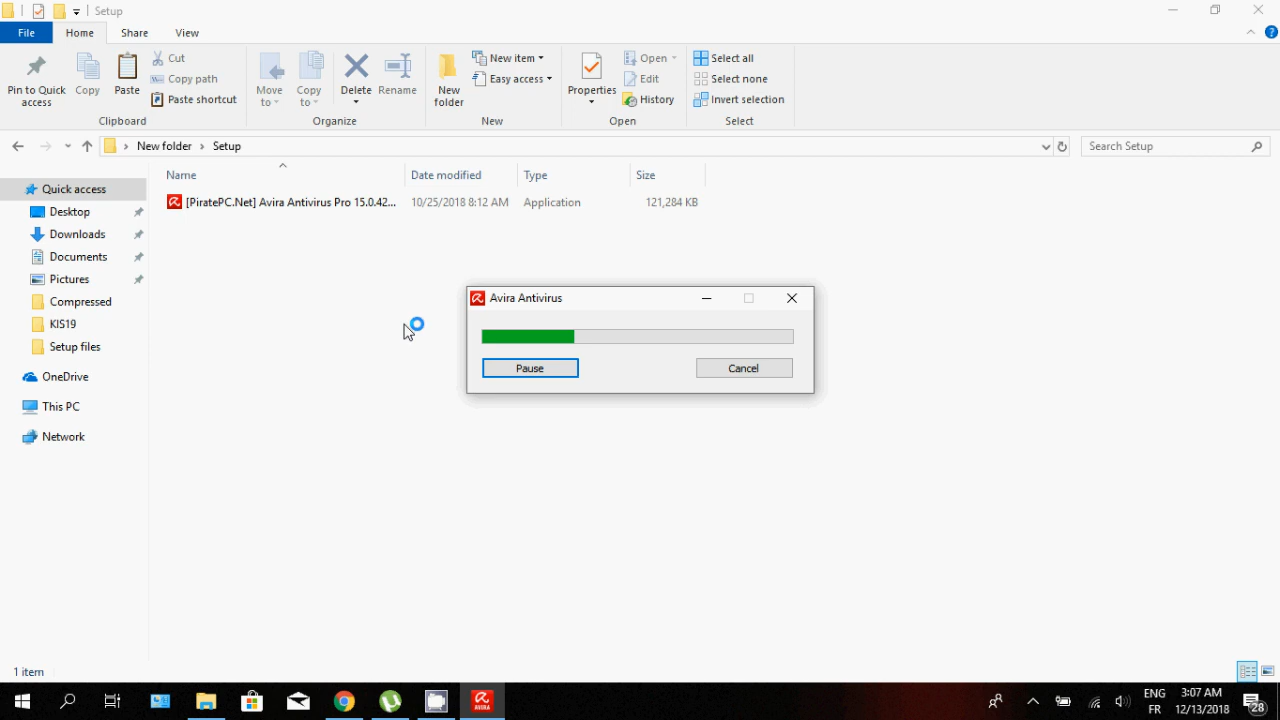 Setup
File Home Share View
Pin to Quick access
Copy
Paste
Cut
Copy path
Paste shortcut
Clipboard
Move to
Copy to
Delete
Rename
Organize
New folder
New item
Easy access
New
Properties
Open
Edit
History
Open
Select all
Select none
Invert selection
Select
New folder > Setup
Search Setup
Name Date modified Type Size
[PiratePC.Net] Avira Antivirus Pro 15.0.42... 10/25/2018 8:12 AM Application 121,284 KB
Quick access
Desktop
Downloads
Documents
Pictures
Compressed
KIS19
Setup files
OneDrive
This PC
Network
Avira Antivirus
Pause Cancel
1 item
AVIRA
ENG
FR
3:07 AM
12/13/2018
28